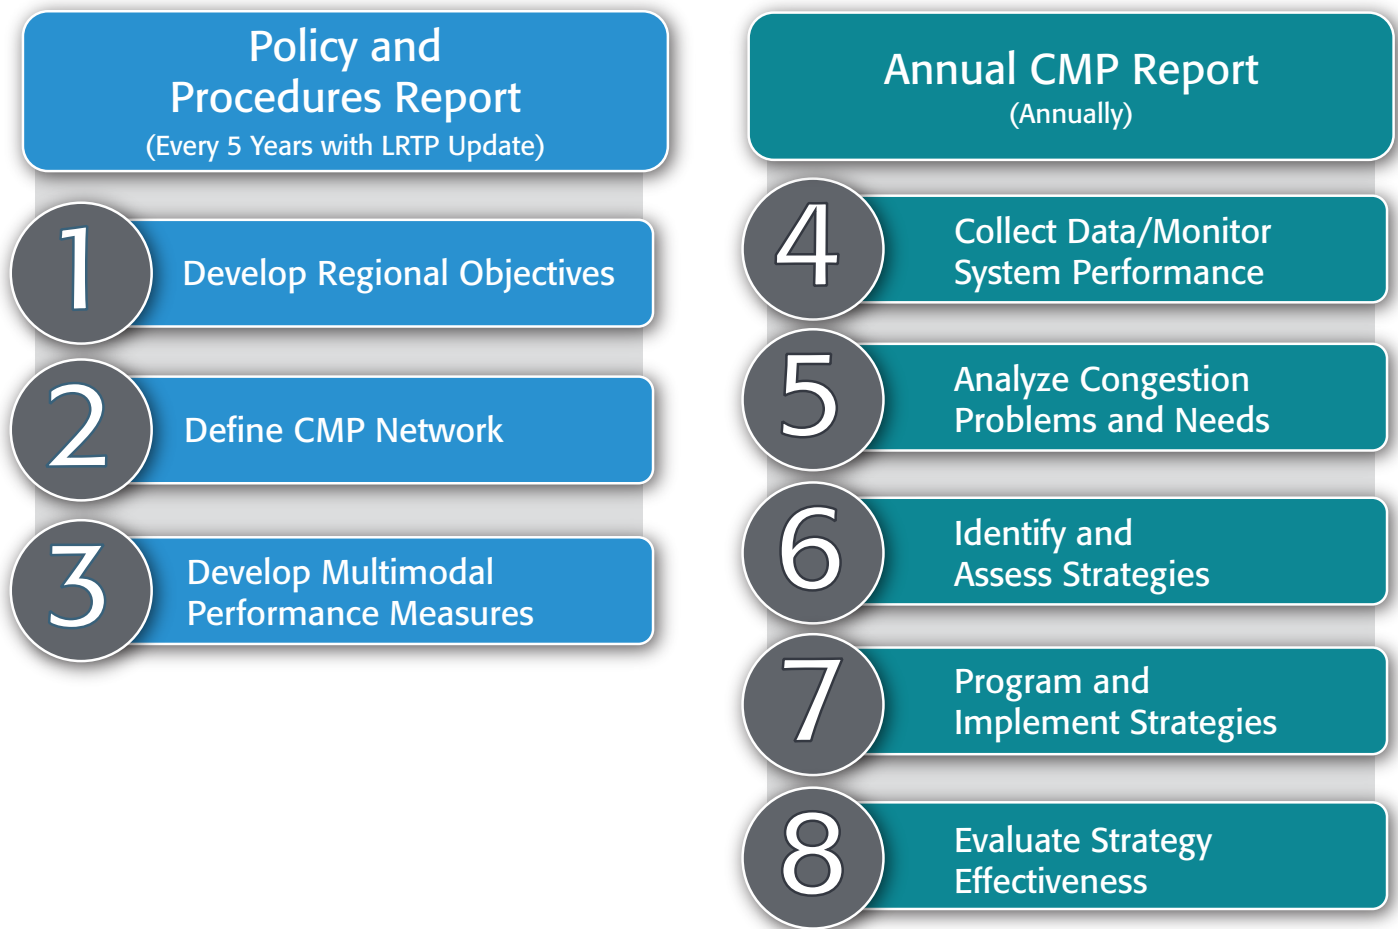 Policy and
Procedures Report
(Every 5 Years with LRTP Update)
1
Develop Regional Objectives
2
Define CMP Network
3
Develop Multimodal
Performance Measures
Annual CMP Report
(Annually)
4
Collect Data/Monitor
System Performance
5
Analyze Congestion
Problems and Needs
6
Identify and
Assess Strategies
7
Program and
Implement Strategies
8
Evaluate Strategy
Effectiveness